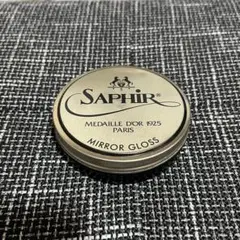 SAPHIR®
MEDAILLE D'OR 1925
PARIS
MIRROR GLOSS